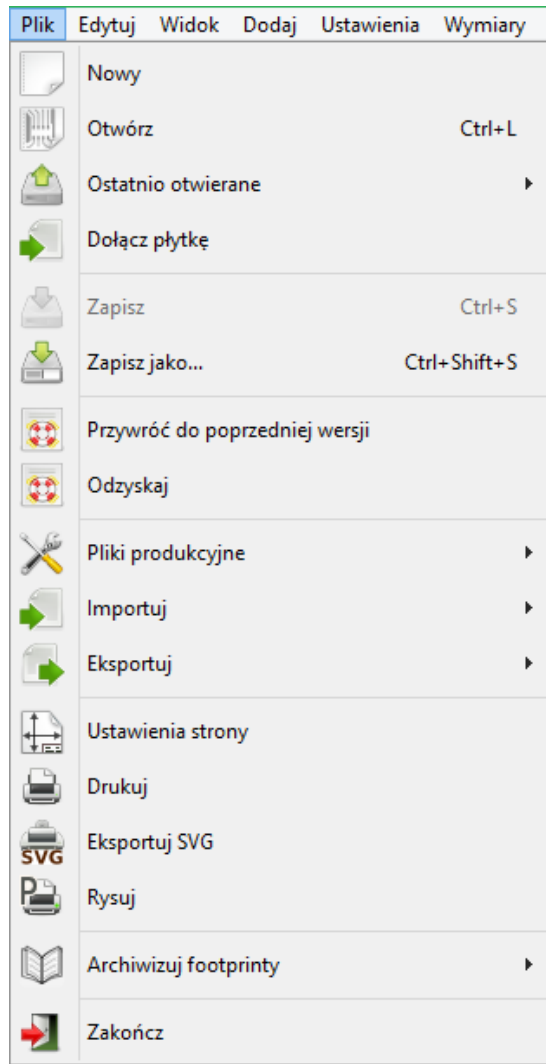 Plik Edytuj Widok Dodaj Ustawienia Wymiary
Nowy
Otwórz Ctrl+L
Ostatnio otwierane
Dołącz płytkę
Zapisz Ctrl+S
Zapisz jako... Ctrl+Shift+S
Przywróć do poprzedniej wersji
Odzyskaj
Pliki produkcyjne
Importuj
Eksportuj
Ustawienia strony
Drukuj
SVG Eksportuj SVG
P Rysuj
Archiwizuj footprinty
Zakończ